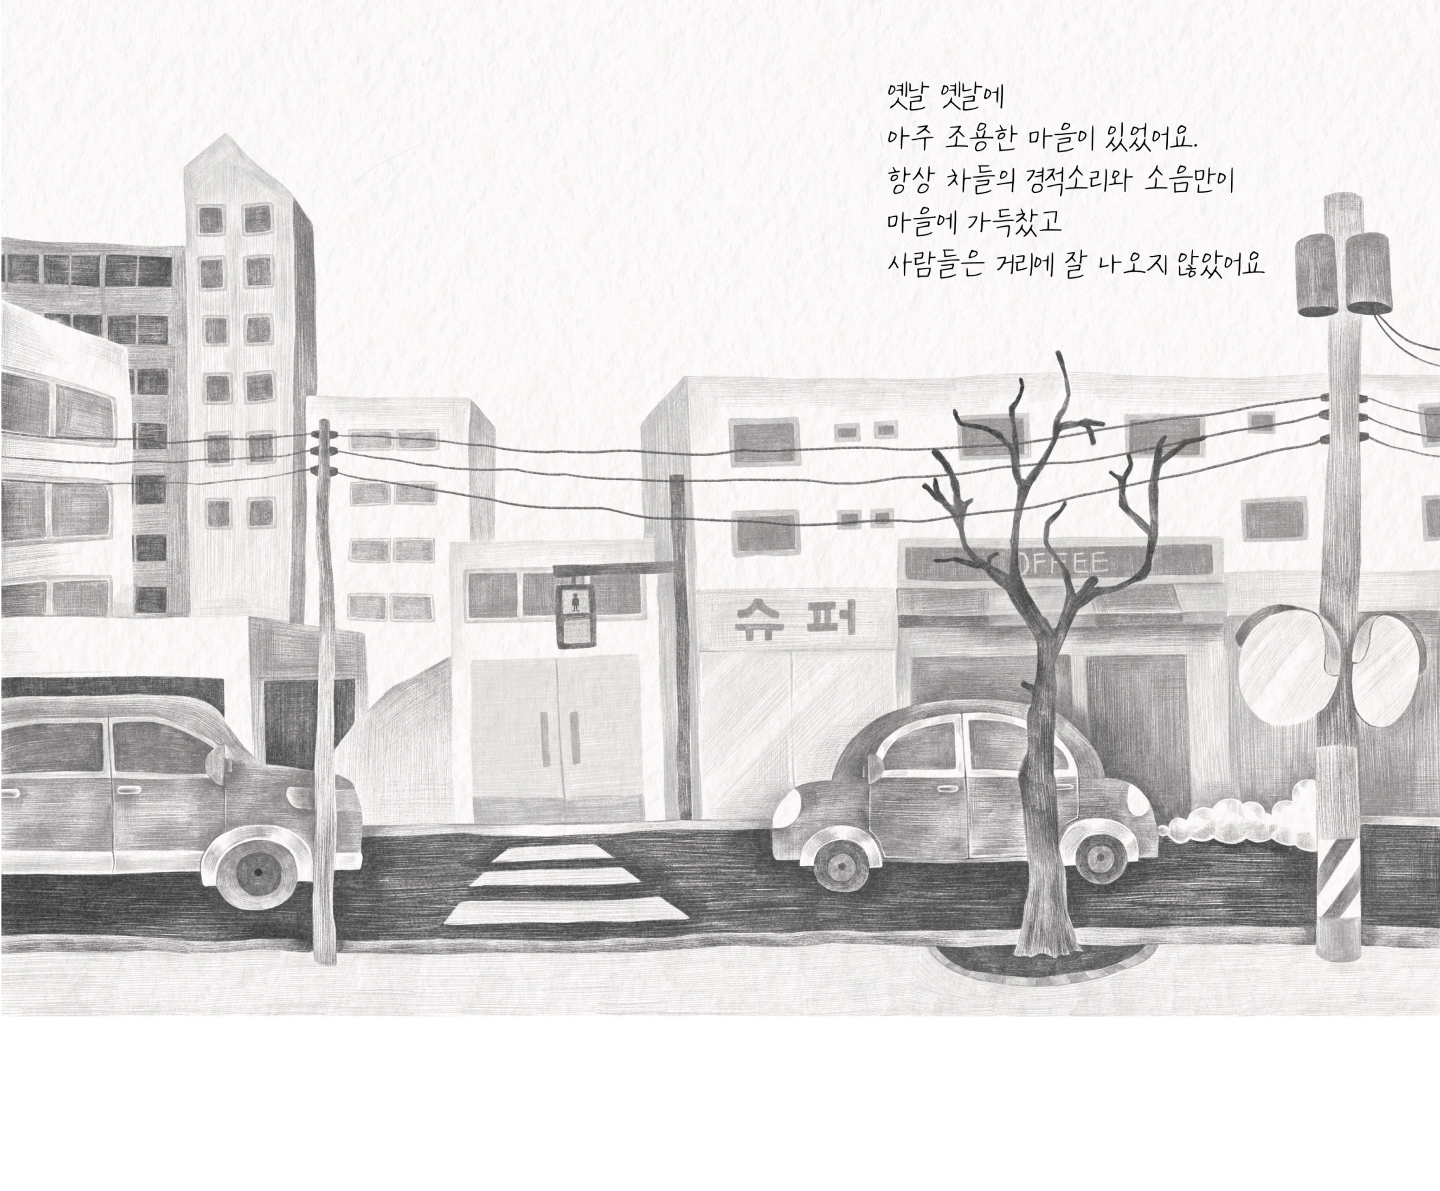 옛날 옛날에
아주 조용한 마을이 있었어요.
항상 차들의 경적소리와 소음만이
마을에 가득찼고
사람들은 거리에 잘 나오지 않았어요
OFFEE
슈퍼